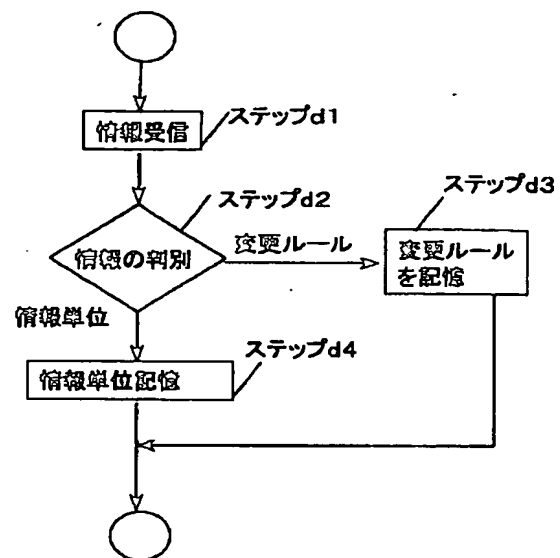 ステップd1
情報受信
ステップd2
ステップd3
情報の判別
変更ルール
変更ルール
を記憶
情報単位
ステップd4
情報単位記憶